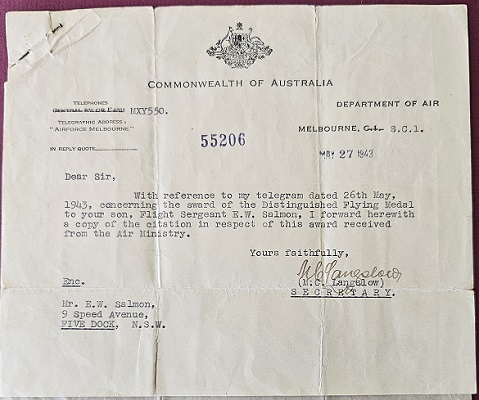 COMMONWEALTH OF AUSTRALIA
TELEPHONES
MXY550.
TELEGRAPHIC ADDRESS:
"AIRFORCE MELBOURNE"
IN REPLY QUOTE
DEPARTMENT OF AIR
MELBOURNE, C.1. S.C.1.
55206
MAY 27 1943
Dear Sir,
With reference to my telegram dated 26th May,
1943, concerning the award of the Distinguished Flying Medal
to your son, Flight Sergeant E.W. Salmon, I forward herewith
a copy of the citation in respect of this award received
from the Air Ministry.
Yours faithfully,
M.C. Langslow
(M.C. Langslow)
SECRETARY.
Enc.
Mr. E.W. Salmon,
9 Speed Avenue,
FIVE DOCK, N.S.W.